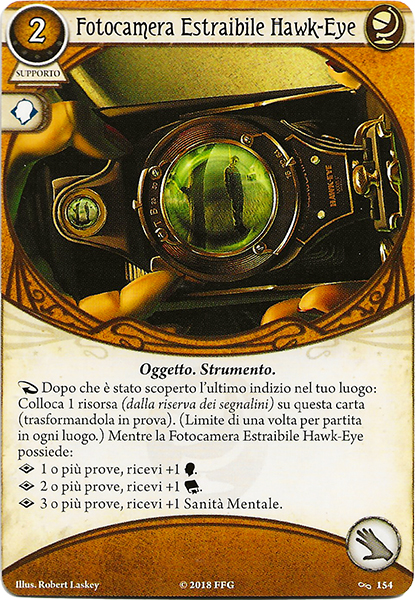 2
Fotocamera Estraibile Hawk-Eye
SUPPORTO
HAWK-EYE
Oggetto. Strumento.
Dopo che è stato scoperto l'ultimo indizio nel tuo luogo:
Colloca 1 risorsa (dalla riserva dei segnalini) su questa carta
(trasformandola in prova). (Limite di una volta per partita
in ogni luogo.) Mentre la Fotocamera Estraibile Hawk-Eye
possiede:
1 o più prove, ricevi +1 .
2 o più prove, ricevi +1 .
3 o più prove, ricevi +1 Sanità Mentale.
Illus. Robert Laskey
© 2018 FFG
154